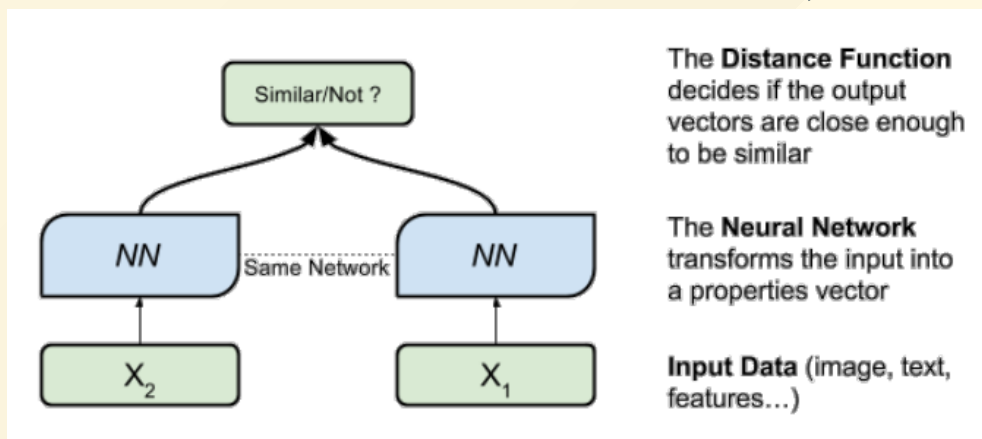 Similar/Not ?
The Distance Function
decides if the output
vectors are close enough
to be similar
NN
Same Network
NN
The Neural Network
transforms the input into
a properties vector
X₂
X₁
Input Data (image, text,
features...)